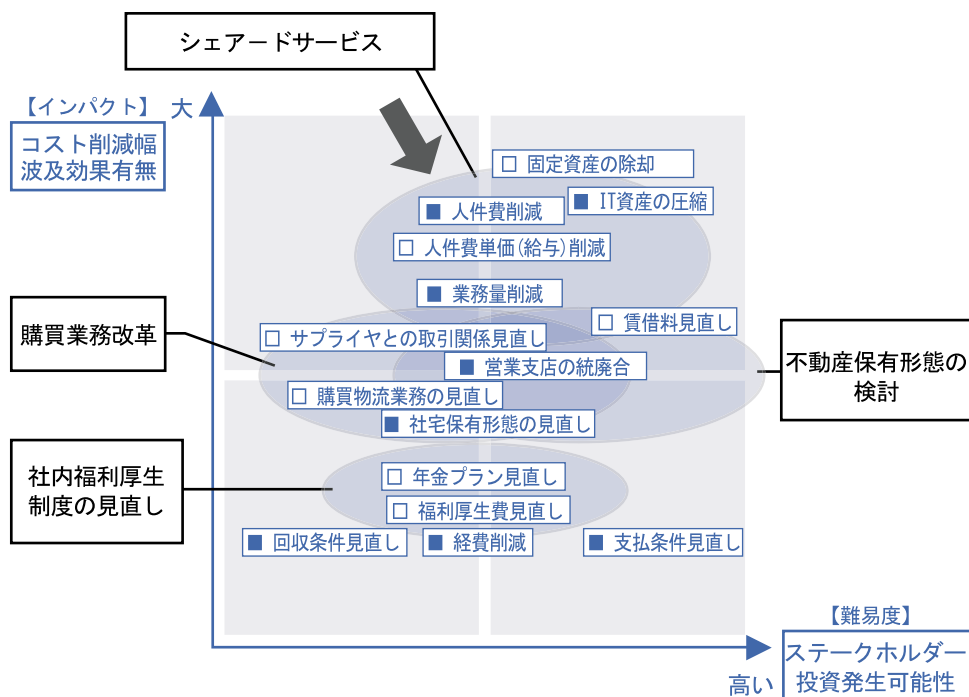 シェアードサービス
【インパクト】
大
コスト削減幅
波及効果有無
□ 固定資産の除却
■ IT資産の圧縮
■ 人件費削減
□ 人件費単価(給与)削減
■ 業務量削減
□ 賃借料見直し
購買業務改革
□ サプライヤとの取引関係見直し
■ 営業支店の統廃合
不動産保有形態の
検討
□ 購買物流業務の見直し
■ 社宅保有形態の見直し
社内福利厚生
制度の見直し
□ 年金プラン見直し
□ 福利厚生費見直し
■ 回収条件見直し
■ 経費削減
■ 支払条件見直し
【難易度】
高い
ステークホルダー
投資発生可能性